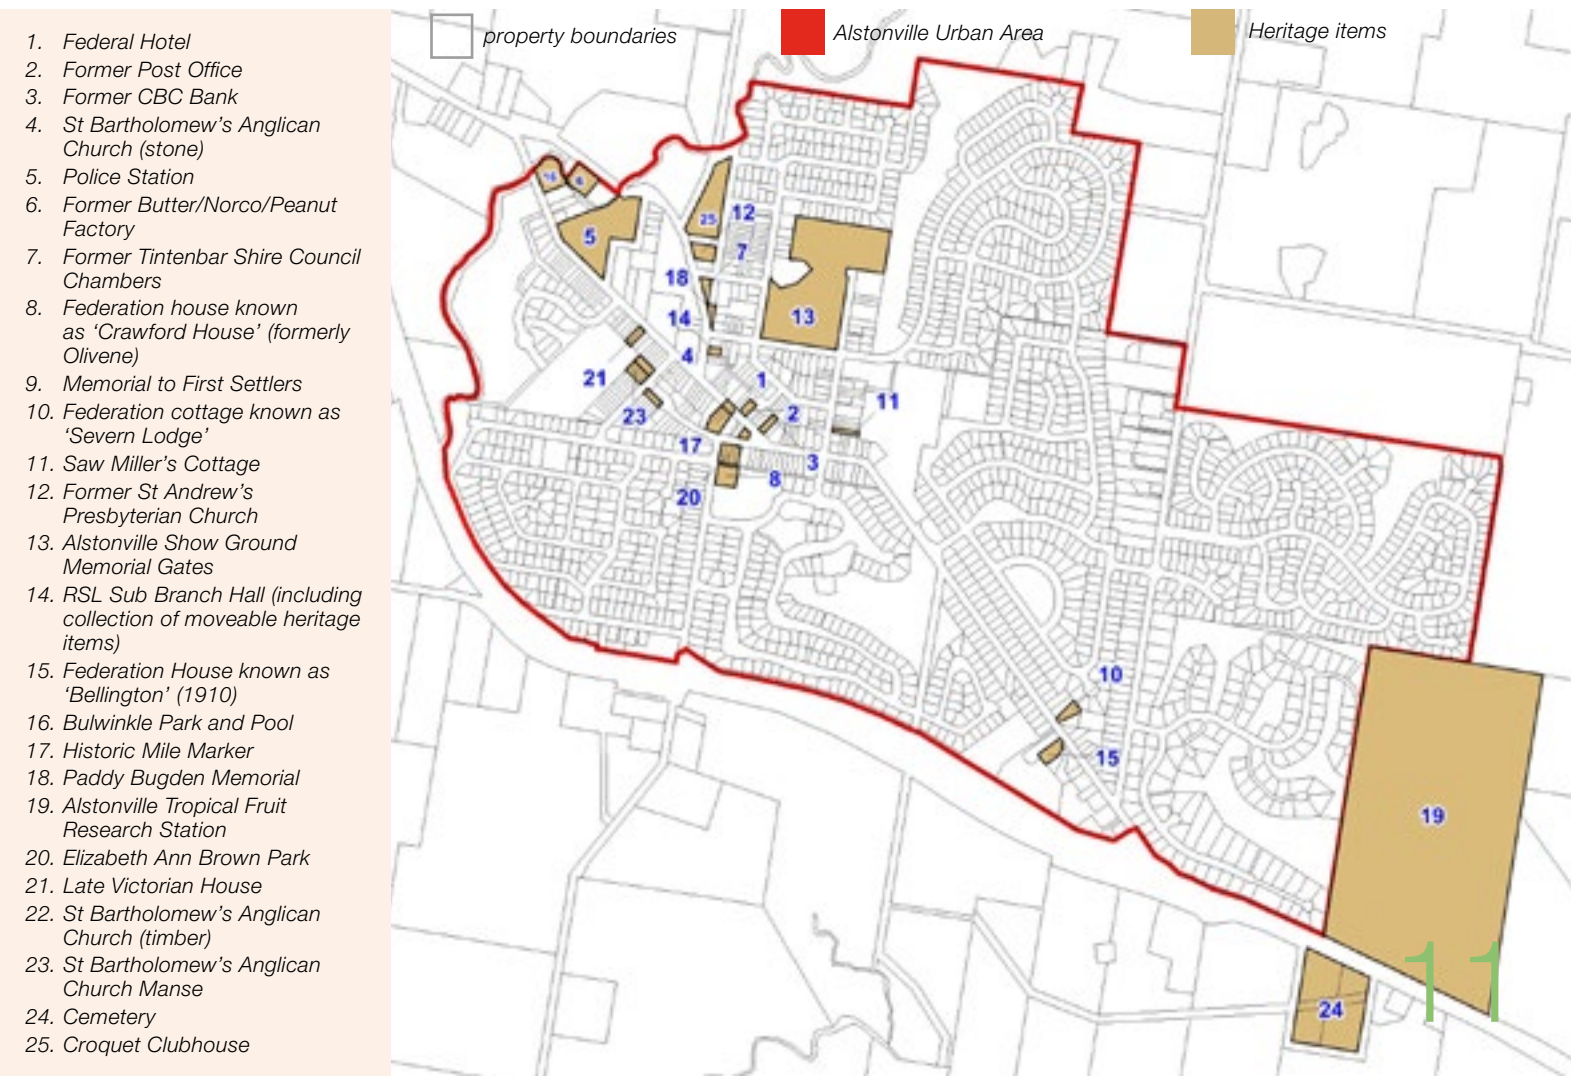 1. Federal Hotel
2. Former Post Office
3. Former CBC Bank
4. St Bartholomew's Anglican
Church (stone)
5. Police Station
6. Former Butter/Norco/Peanut
Factory
7. Former Tintenbar Shire Council
Chambers
8. Federation house known
as 'Crawford House' (formerly
Olivene)
9. Memorial to First Settlers
10. Federation cottage known as
'Severn Lodge'
11. Saw Miller's Cottage
12. Former St Andrew's
Presbyterian Church
13. Alstonville Show Ground
Memorial Gates
14. RSL Sub Branch Hall (including
collection of moveable heritage
items)
15. Federation House known as
'Bellington' (1910)
16. Bulwinkle Park and Pool
17. Historic Mile Marker
18. Paddy Bugden Memorial
19. Alstonville Tropical Fruit
Research Station
20. Elizabeth Ann Brown Park
21. Late Victorian House
22. St Bartholomew's Anglican
Church (timber)
23. St Bartholomew's Anglican
Church Manse
24. Cemetery
25. Croquet Clubhouse
property boundaries
Alstonville Urban Area
Heritage items
16
6
5
25
12
7
18
13
14
4
21
1
11
2
23
17
3
8
20
10
15
19
24
11